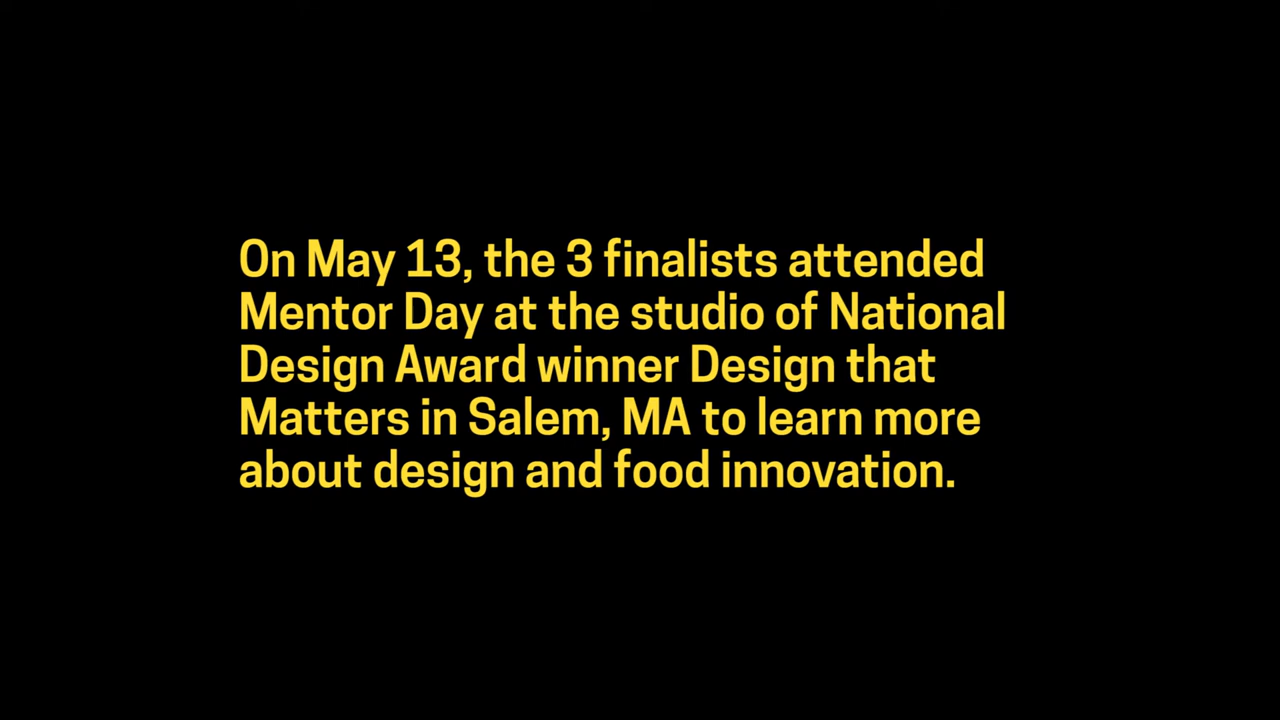 On May 13, the 3 finalists attended
Mentor Day at the studio of National
Design Award winner Design that
Matters in Salem, MA to learn more
about design and food innovation.